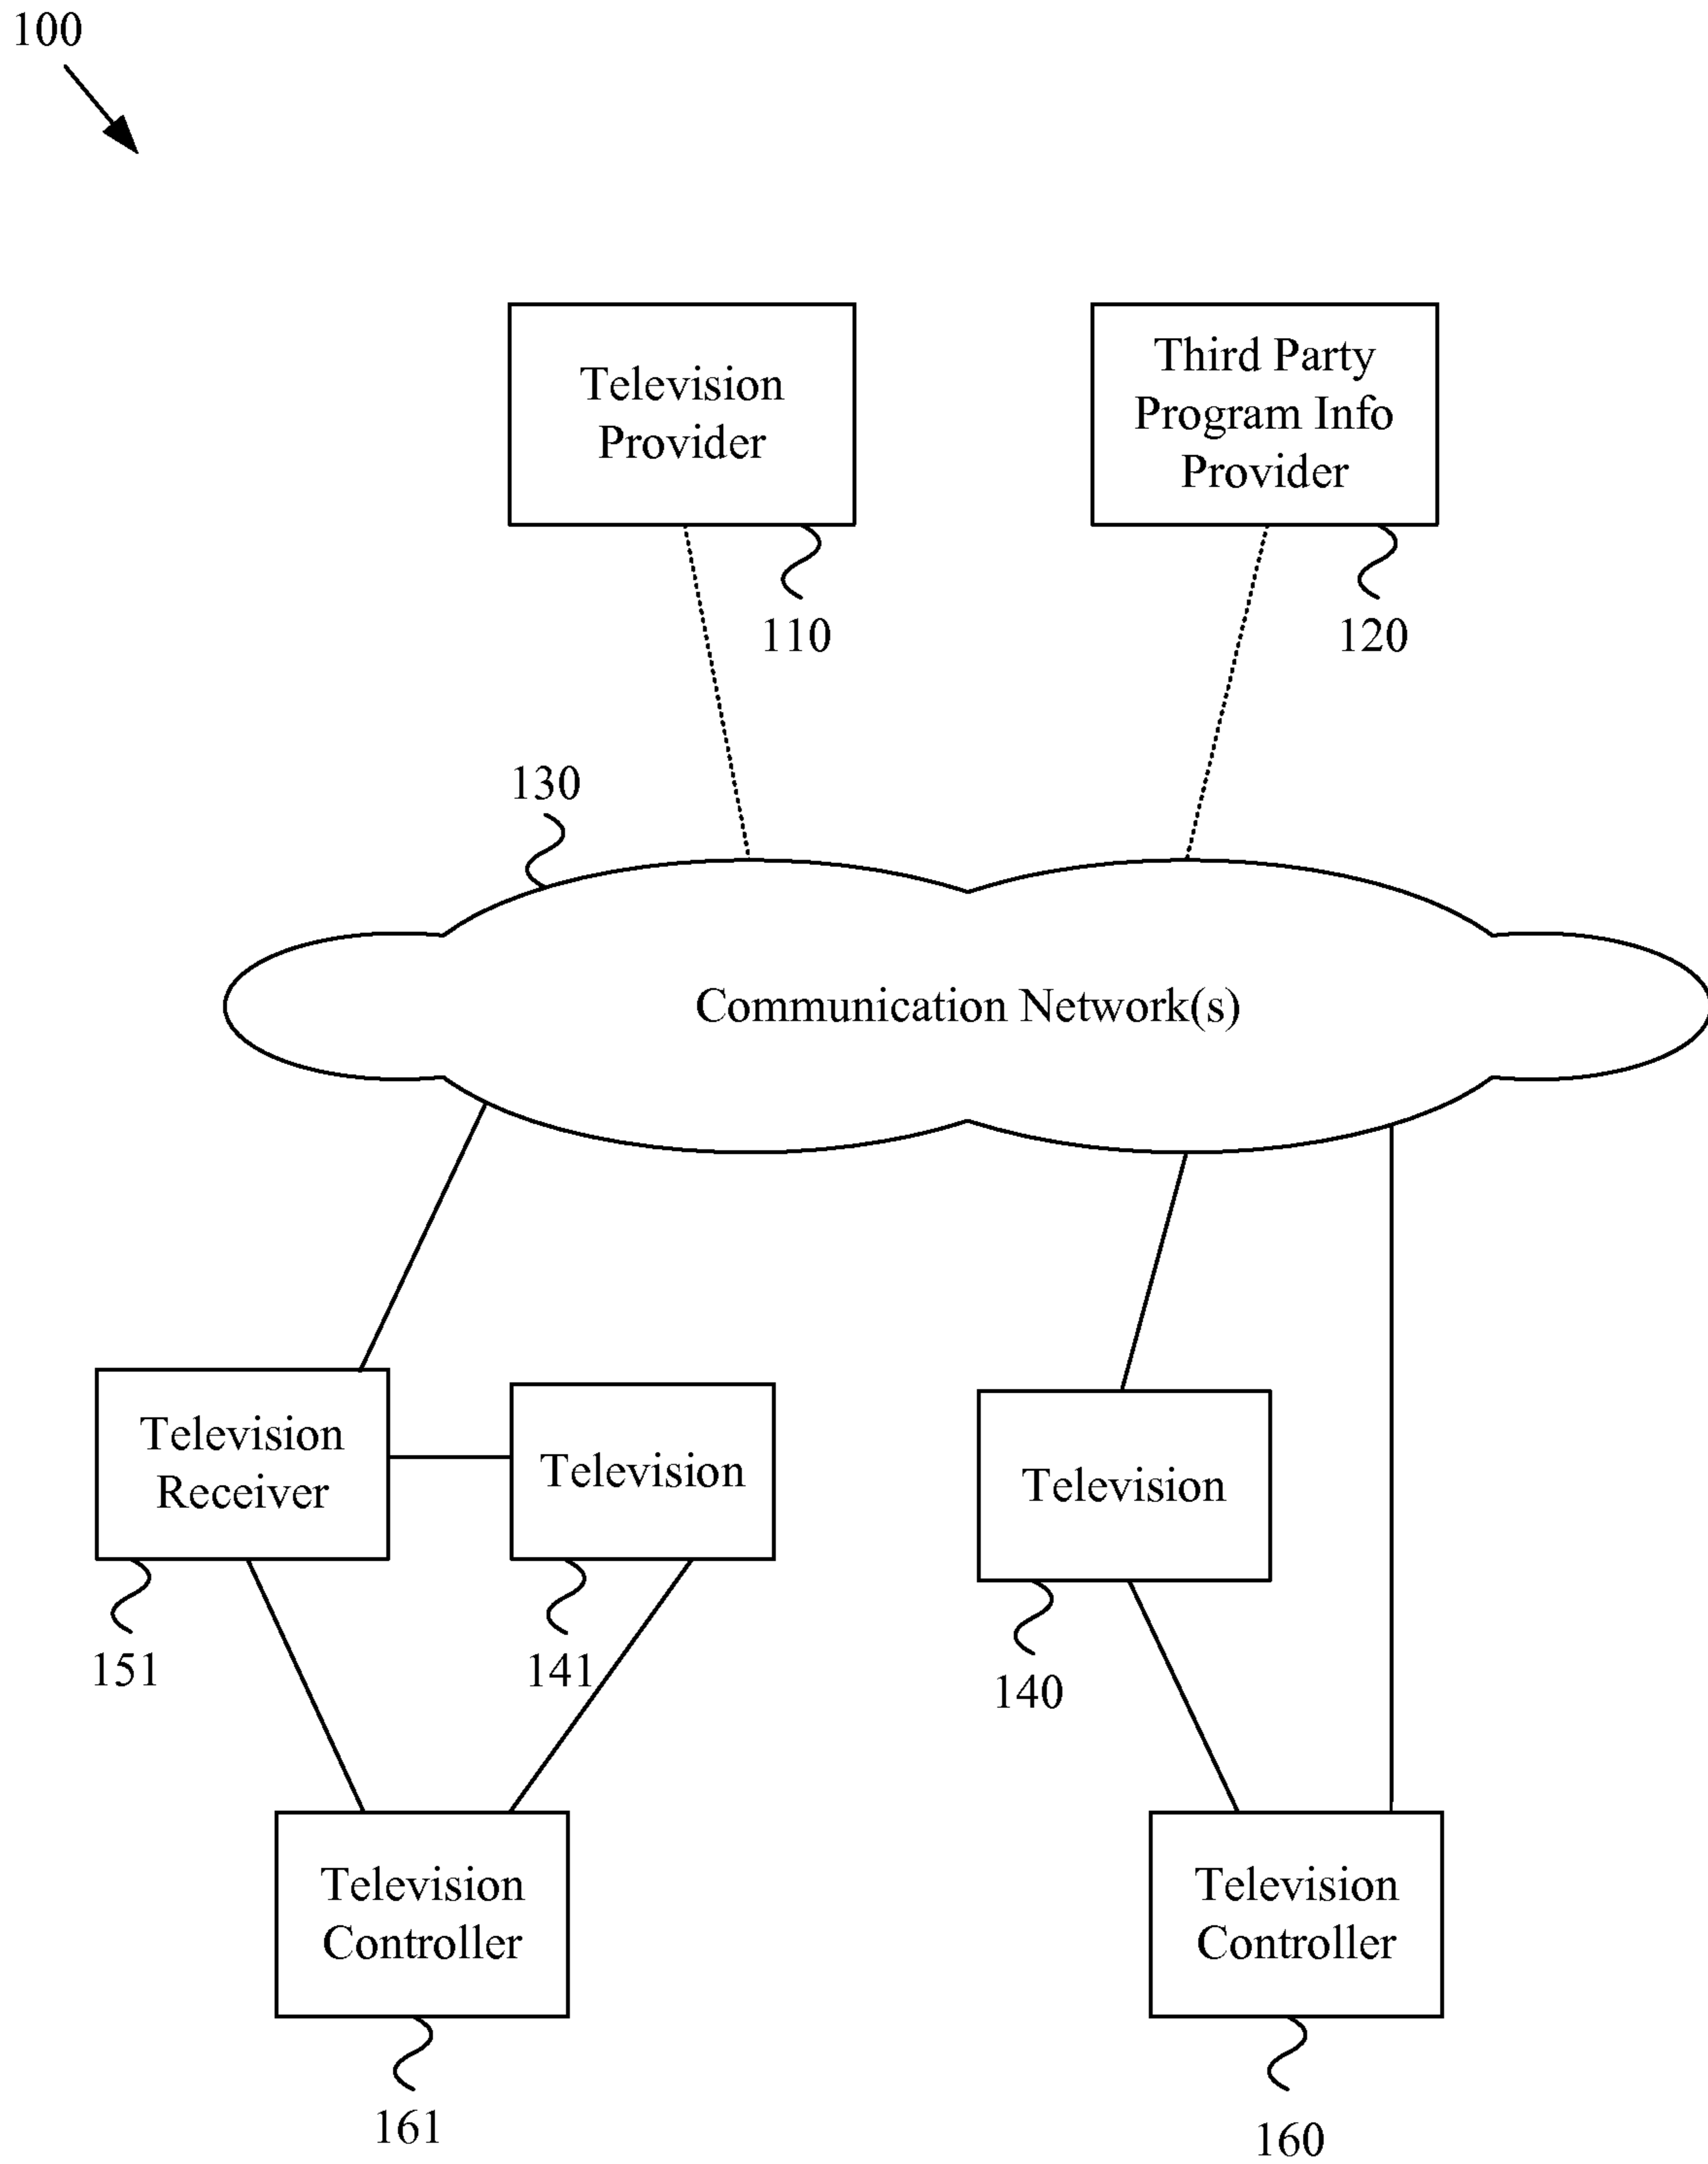 100
Television
Provider
Third Party
Program Info
Provider
110
120
130
Communication Network(s)
Television
Receiver
Television
Television
151
141
140
Television
Controller
Television
Controller
161
160